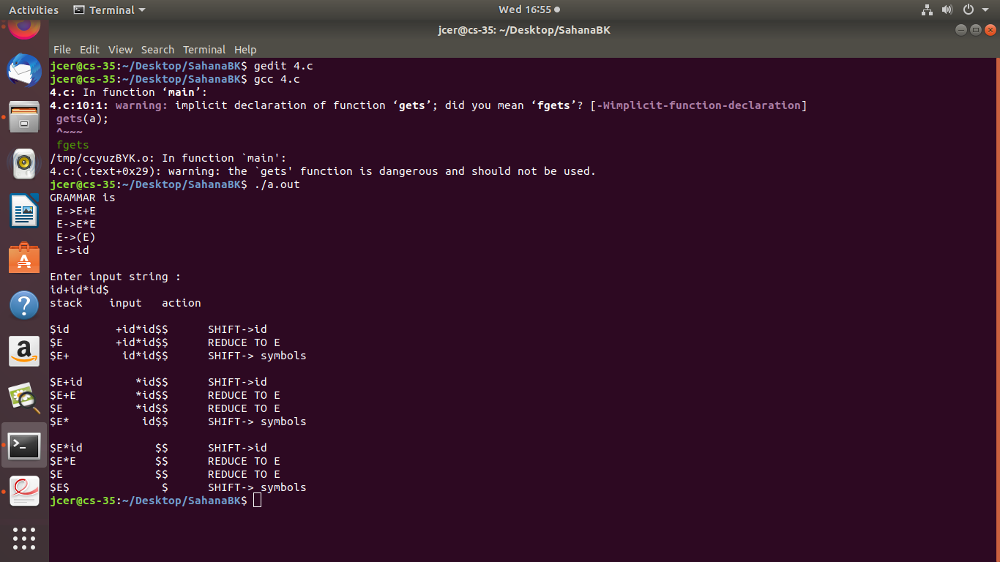 Activities Terminal Wed 16:55
jcer@cs-35: ~/Desktop/SahanaBK
File Edit View Search Terminal Help
jcer@cs-35:~/Desktop/SahanaBK$ gedit 4.c
jcer@cs-35:~/Desktop/SahanaBK$ gcc 4.c
4.c: In function ‘main’:
4.c:10:1: warning: implicit declaration of function ‘gets’; did you mean ‘fgets’? [-Wimplicit-function-declaration]
 gets(a);
 ^~~~
 fgets
/tmp/ccyuzBYK.o: In function `main':
4.c:(.text+0x29): warning: the `gets' function is dangerous and should not be used.
jcer@cs-35:~/Desktop/SahanaBK$ ./a.out
GRAMMAR is
 E->E+E
 E->E*E
 E->(E)
 E->id
Enter input string :
id+id*id$
stack    input   action
$id       +id*id$$      SHIFT->id
$E        +id*id$$      REDUCE TO E
$E+        id*id$$      SHIFT-> symbols
$E+id        *id$$      SHIFT->id
$E+E         *id$$      REDUCE TO E
$E           *id$$      REDUCE TO E
$E*           id$$      SHIFT-> symbols
$E*id           $$      SHIFT->id
$E*E            $$      REDUCE TO E
$E              $$      REDUCE TO E
$E$              $      SHIFT-> symbols
jcer@cs-35:~/Desktop/SahanaBK$